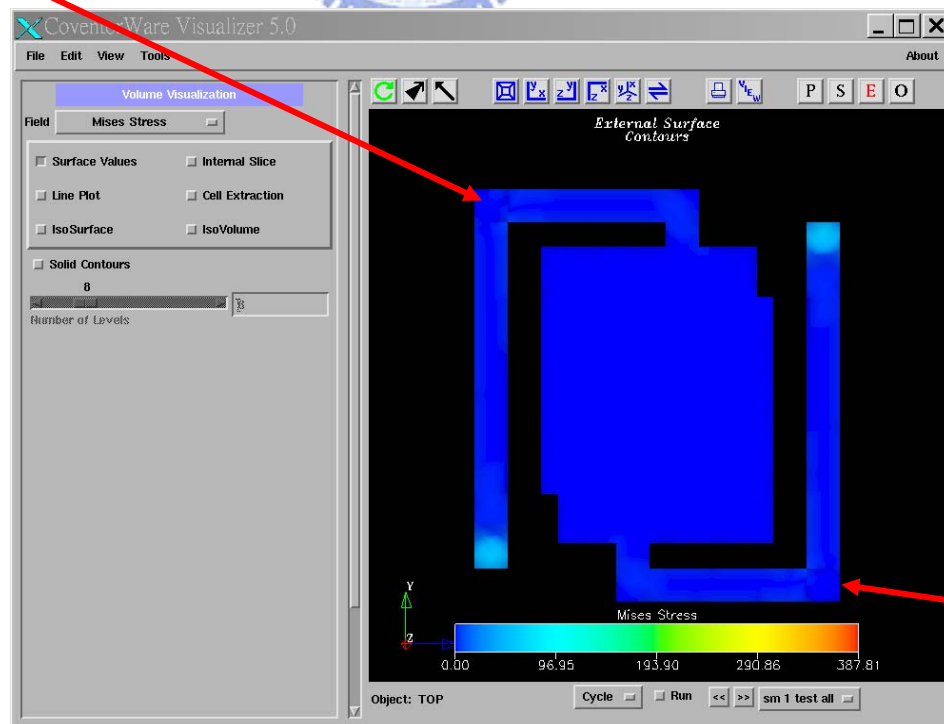 CoventorWare Visualizer 5.0
File Edit View Tools About
Volume Visualization
Field Mises Stress
Surface Values Internal Slice
Line Plot Cell Extraction
IsoSurface IsoVolume
Solid Contours
8
8
Number of Levels
VIEW
P S E O
External Surface
Contours
Y
Z
Mises Stress
0.00 96.95 193.90 290.86 387.81
Object: TOP Cycle Run << >> sm 1 test all